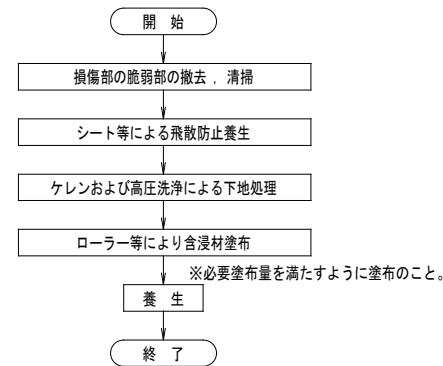 開　始
損傷部の脆弱部の撤去 ，清掃
シート等による飛散防止養生
ケレンおよび高圧洗浄による下地処理
ローラー等により含浸材塗布
※必要塗布量を満たすように塗布のこと。
養　生
終　了